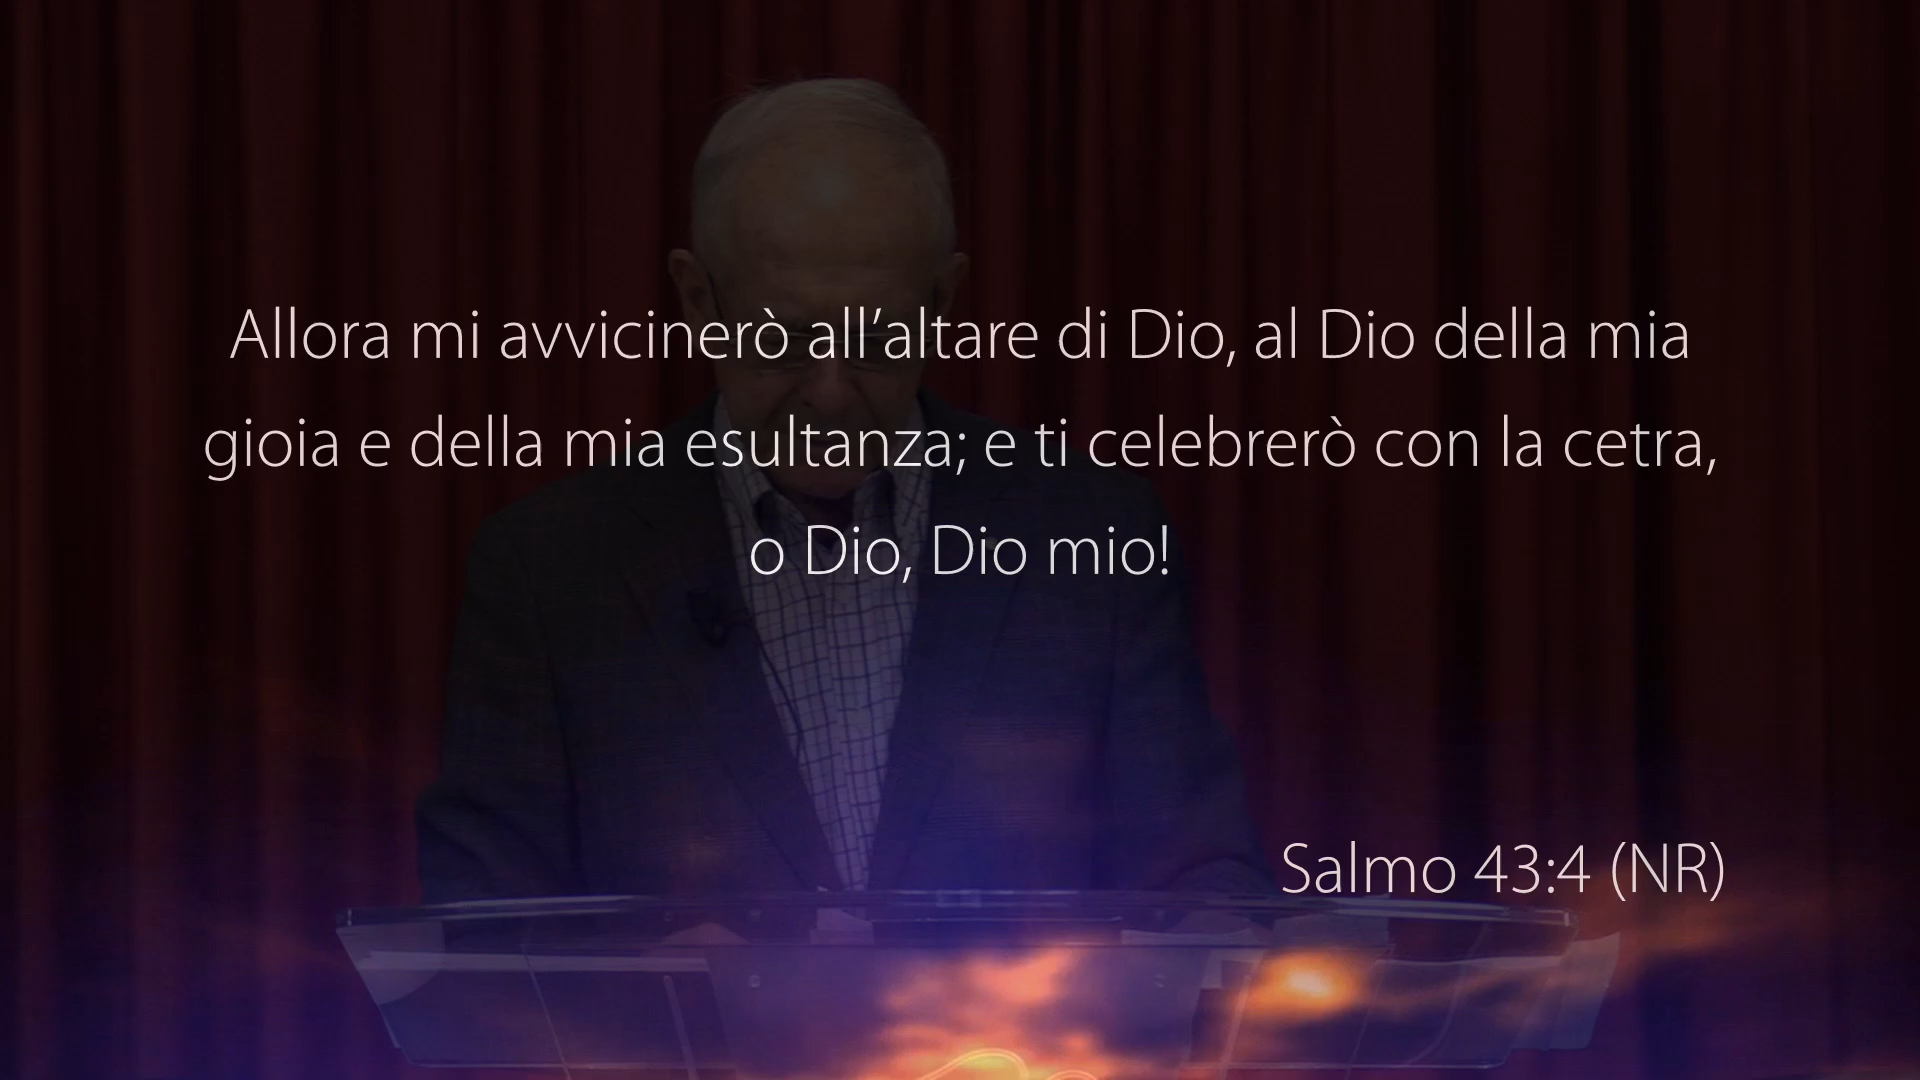 Allora mi avvicinerò all’altare di Dio, al Dio della mia
gioia e della mia esultanza; e ti celebrerò con la cetra,
o Dio, Dio mio!
Salmo 43:4 (NR)